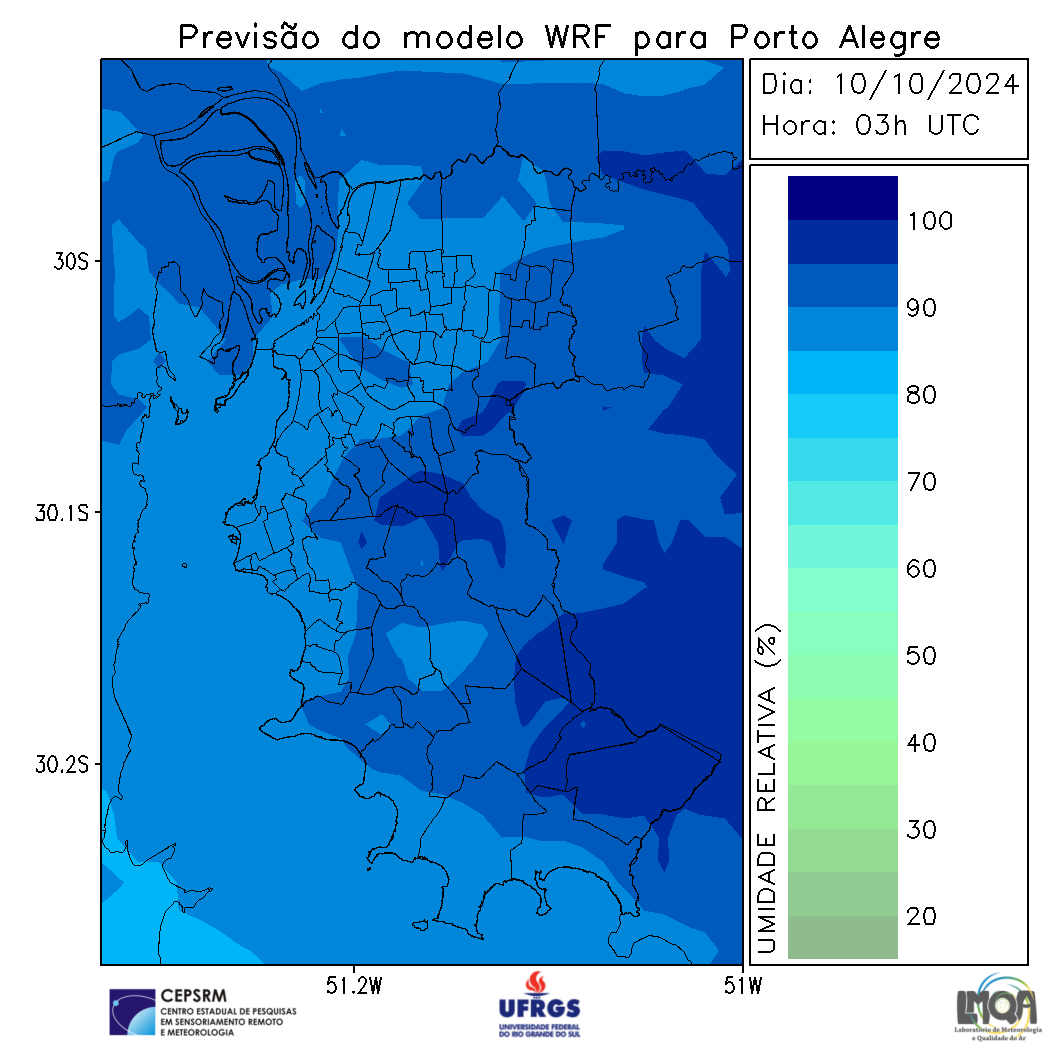 Previsão do modelo WRF para Porto Alegre
Dia: 10/10/2024
Hora: 03h UTC
30S
30.1S
30.2S
51.2W
51W
UMIDADE RELATIVA (%)
100
90
80
70
60
50
40
30
20
CEPSRM
CENTRO ESTADUAL DE PESQUISAS
EM SENSORIAMENTO REMOTO
E METEOROLOGIA
UFRGS
UNIVERSIDADE FEDERAL
DO RIO GRANDE DO SUL
LMQA
Laboratório de Meteorologia
e Qualidade do Ar